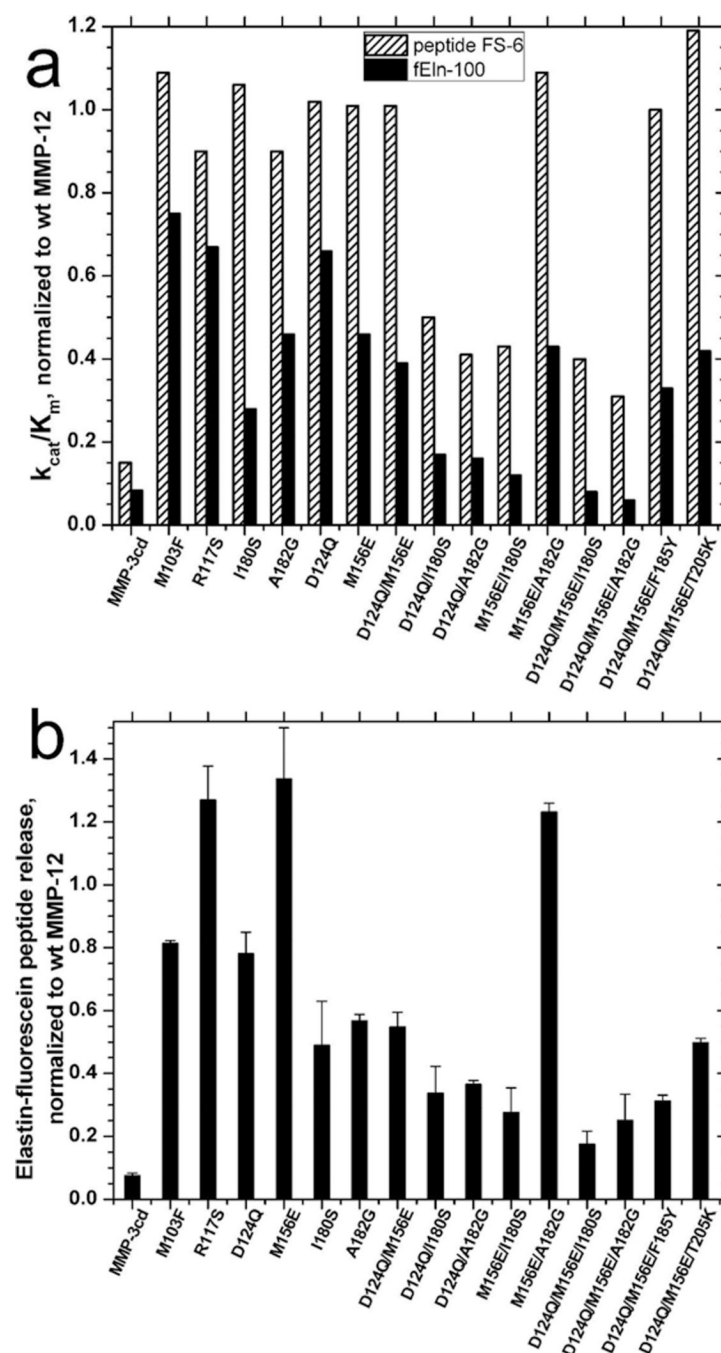 a
peptide FS-6
fEln-100
k_cat/K_m, normalized to wt MMP-12
1.2
1.0
0.8
0.6
0.4
0.2
0.0
MMP-3cd
M103F
R117S
I180S
A182G
D124Q
M156E
D124Q/M156E
D124Q/I180S
D124Q/A182G
M156E/I180S
M156E/A182G
D124Q/M156E/I180S
D124Q/M156E/A182G
D124Q/M156E/F185Y
D124Q/M156E/T205K
b
Elastin-fluorescein peptide release,
normalized to wt MMP-12
1.4
1.2
1.0
0.8
0.6
0.4
0.2
0.0
MMP-3cd
M103F
R117S
D124Q
M156E
I180S
A182G
D124Q/M156E
D124Q/I180S
D124Q/A182G
M156E/I180S
M156E/A182G
D124Q/M156E/I180S
D124Q/M156E/A182G
D124Q/M156E/F185Y
D124Q/M156E/T205K